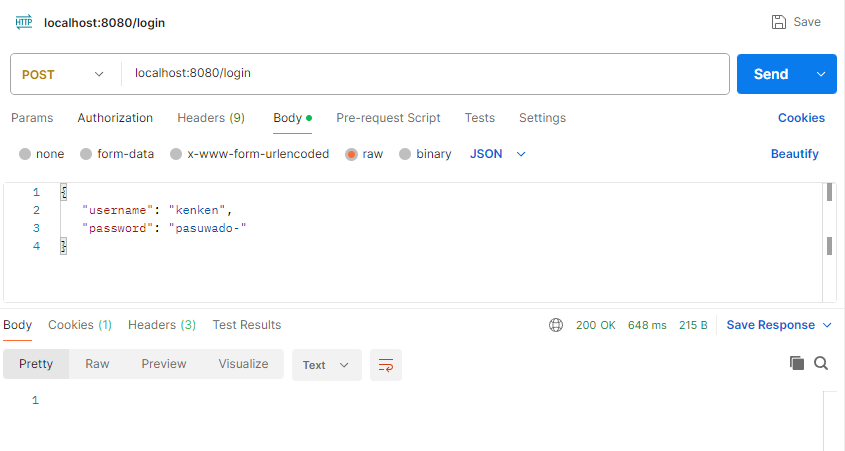 HTTP localhost:8080/login Save
POST localhost:8080/login Send
Params Authorization Headers (9) Body Pre-request Script Tests Settings Cookies
none form-data x-www-form-urlencoded raw binary JSON Beautify
1 {
2 "username": "kenken",
3 "password": "pasuwado-"
4 }
Body Cookies (1) Headers (3) Test Results 200 OK 648 ms 215 B Save Response
Pretty Raw Preview Visualize Text
1